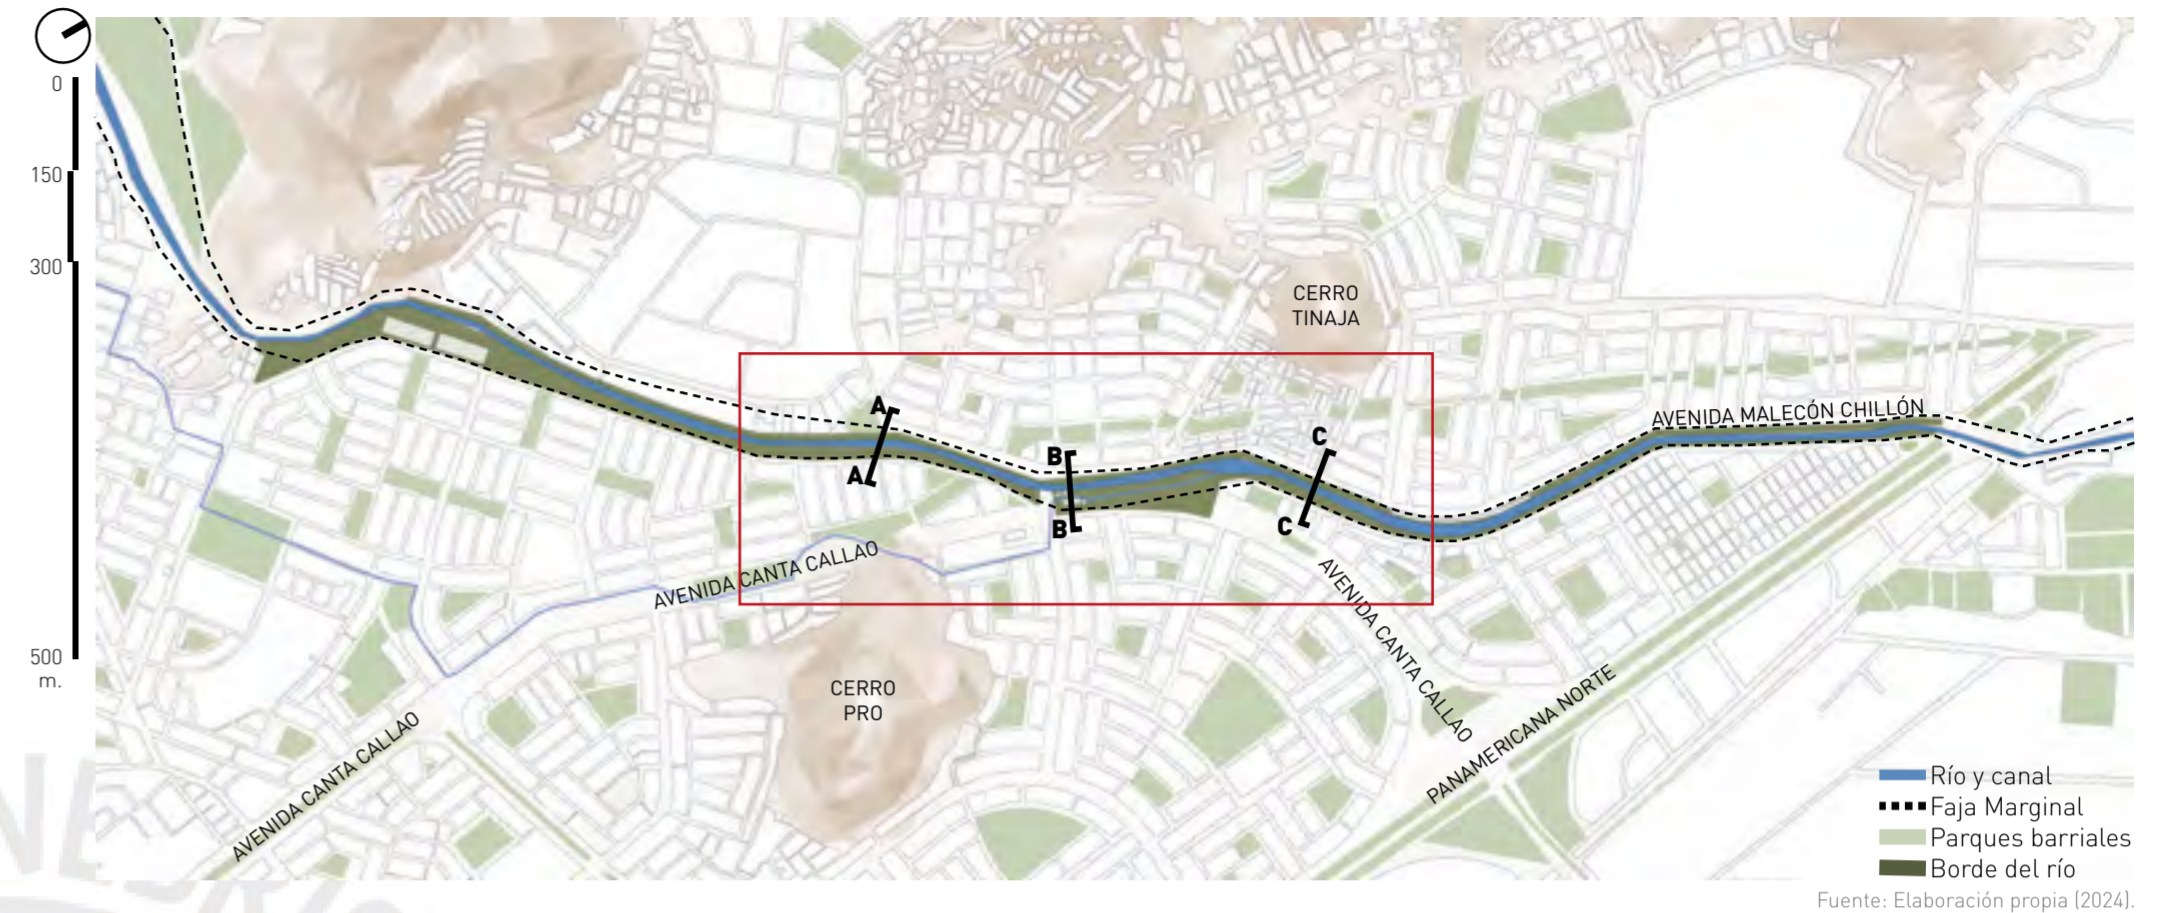 0
150
300
500
m.
CERRO
TINAJA
AVENIDA MALECÓN CHILLÓN
A
A
B
B
C
C
AVENIDA CANTA CALLAO
AVENIDA CANTA CALLAO
CERRO
PRO
PANAMERICANA NORTE
AVENIDA CANTA CALLAO
Río y canal
Faja Marginal
Parques barriales
Borde del río
Fuente: Elaboración propia (2024).